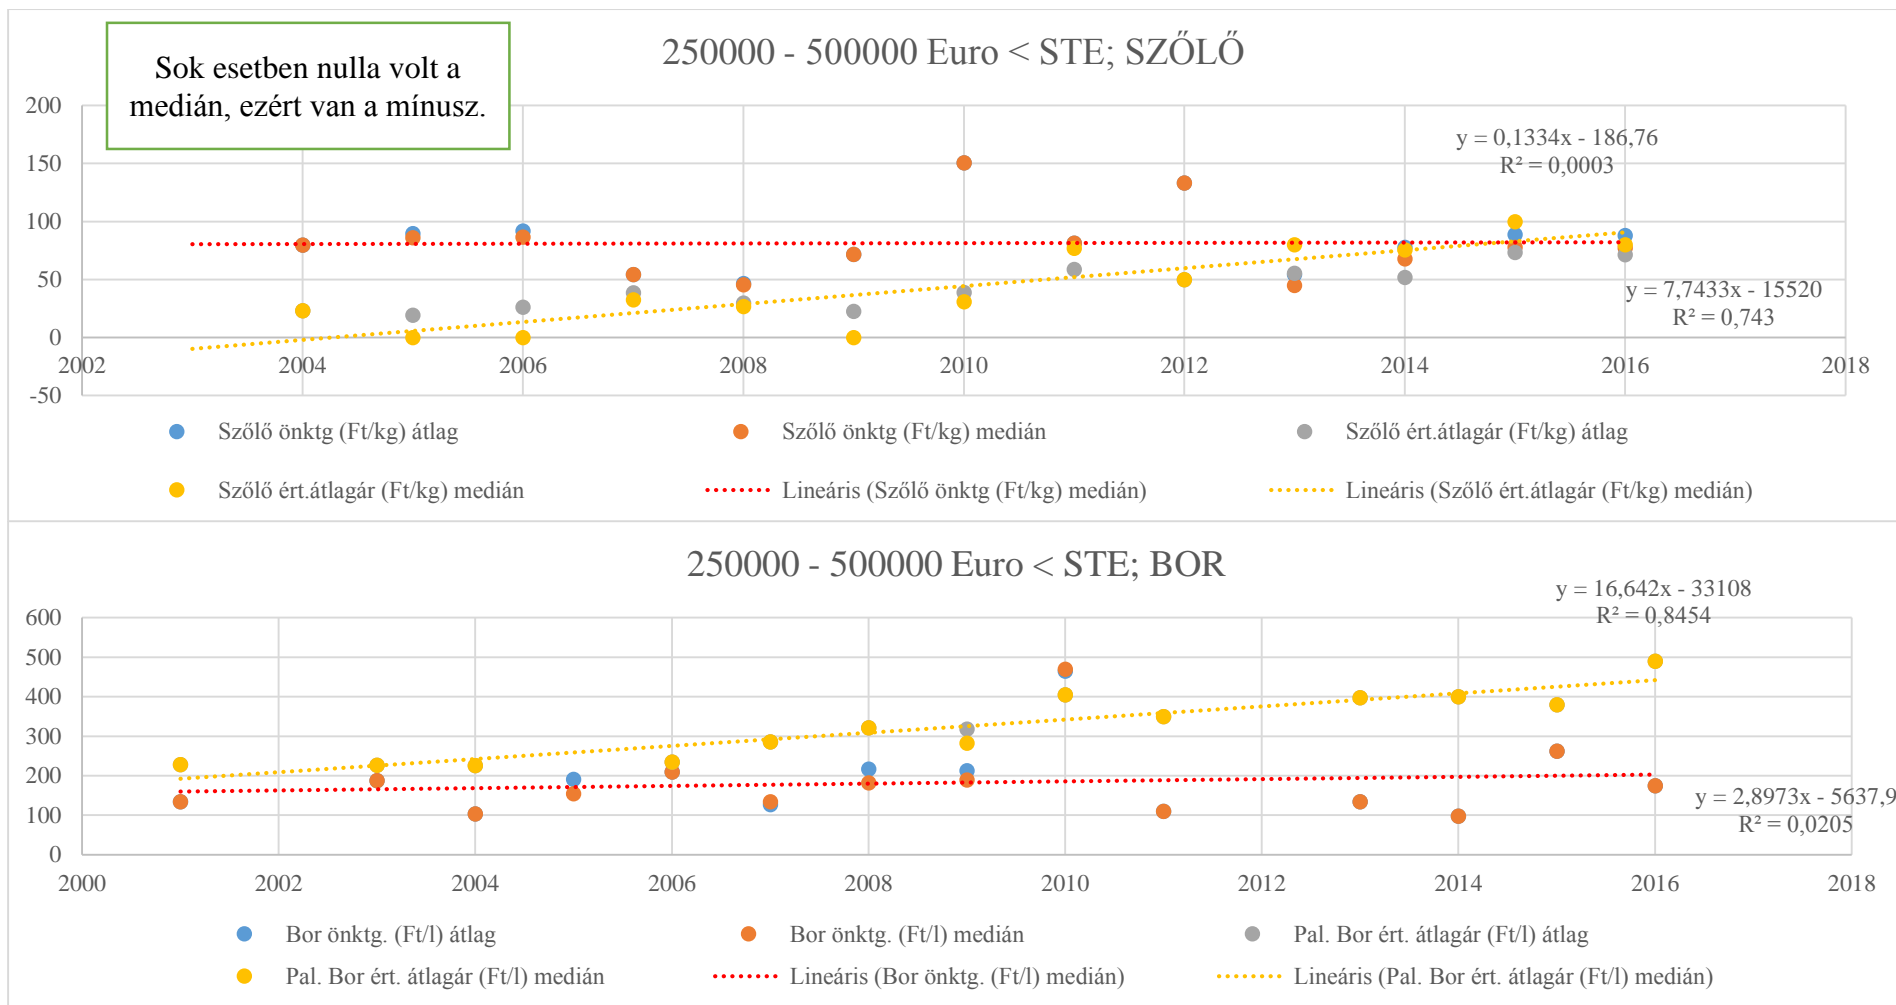 Sok esetben nulla volt a
medián, ezért van a mínusz.
250000 - 500000 Euro < STE; SZŐLŐ
200
150
100
50
0
-50
2002
2004
2006
2008
2010
2012
2014
2016
2018
y = 0,1334x - 186,76
R² = 0,0003
y = 7,7433x - 15520
R² = 0,743
Szőlő önktg (Ft/kg) átlag
Szőlő önktg (Ft/kg) medián
Szőlő ért.átlagár (Ft/kg) átlag
Szőlő ért.átlagár (Ft/kg) medián
Lineáris (Szőlő önktg (Ft/kg) medián)
Lineáris (Szőlő ért.átlagár (Ft/kg) medián)
250000 - 500000 Euro < STE; BOR
y = 16,642x - 33108
R² = 0,8454
600
500
400
300
200
100
0
y = 2,8973x - 5637,9
R² = 0,0205
2000
2002
2004
2006
2008
2010
2012
2014
2016
2018
Bor önktg. (Ft/l) átlag
Bor önktg. (Ft/l) medián
Pal. Bor ért. átlagár (Ft/l) átlag
Pal. Bor ért. átlagár (Ft/l) medián
Lineáris (Bor önktg. (Ft/l) medián)
Lineáris (Pal. Bor ért. átlagár (Ft/l) medián)